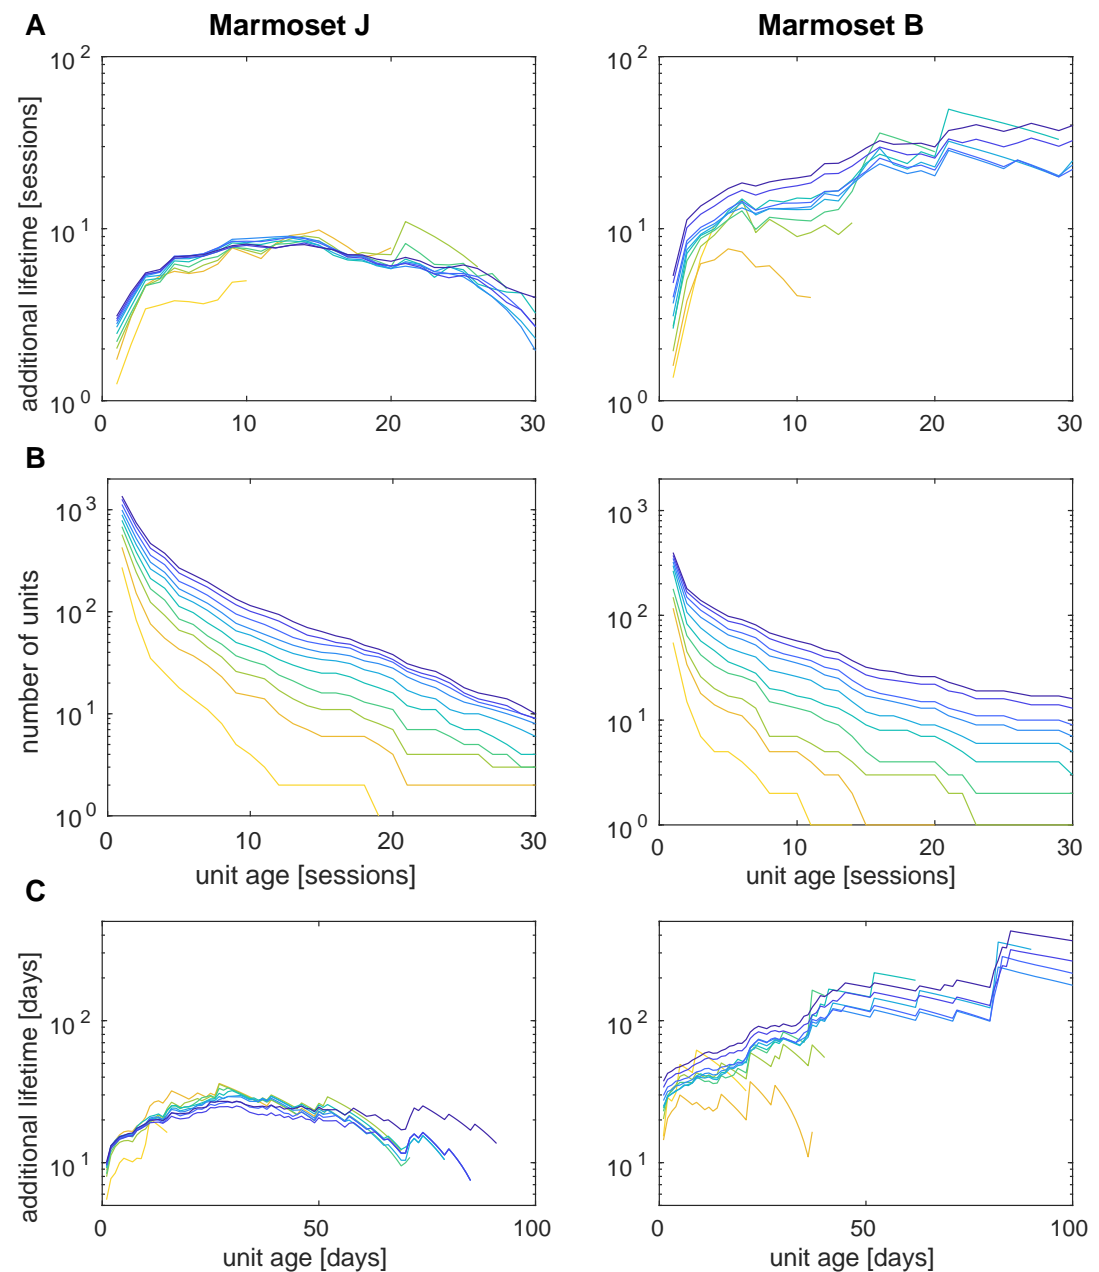 A
Marmoset J
Marmoset B
10^2
10^1
10^0
additional lifetime [sessions]
0 10 20 30
10^2
10^1
10^0
0 10 20 30
B
10^3
10^2
10^1
10^0
number of units
0 10 20 30
unit age [sessions]
10^3
10^2
10^1
10^0
0 10 20 30
unit age [sessions]
C
10^2
10^1
additional lifetime [days]
0 50 100
unit age [days]
10^2
10^1
0 50 100
unit age [days]